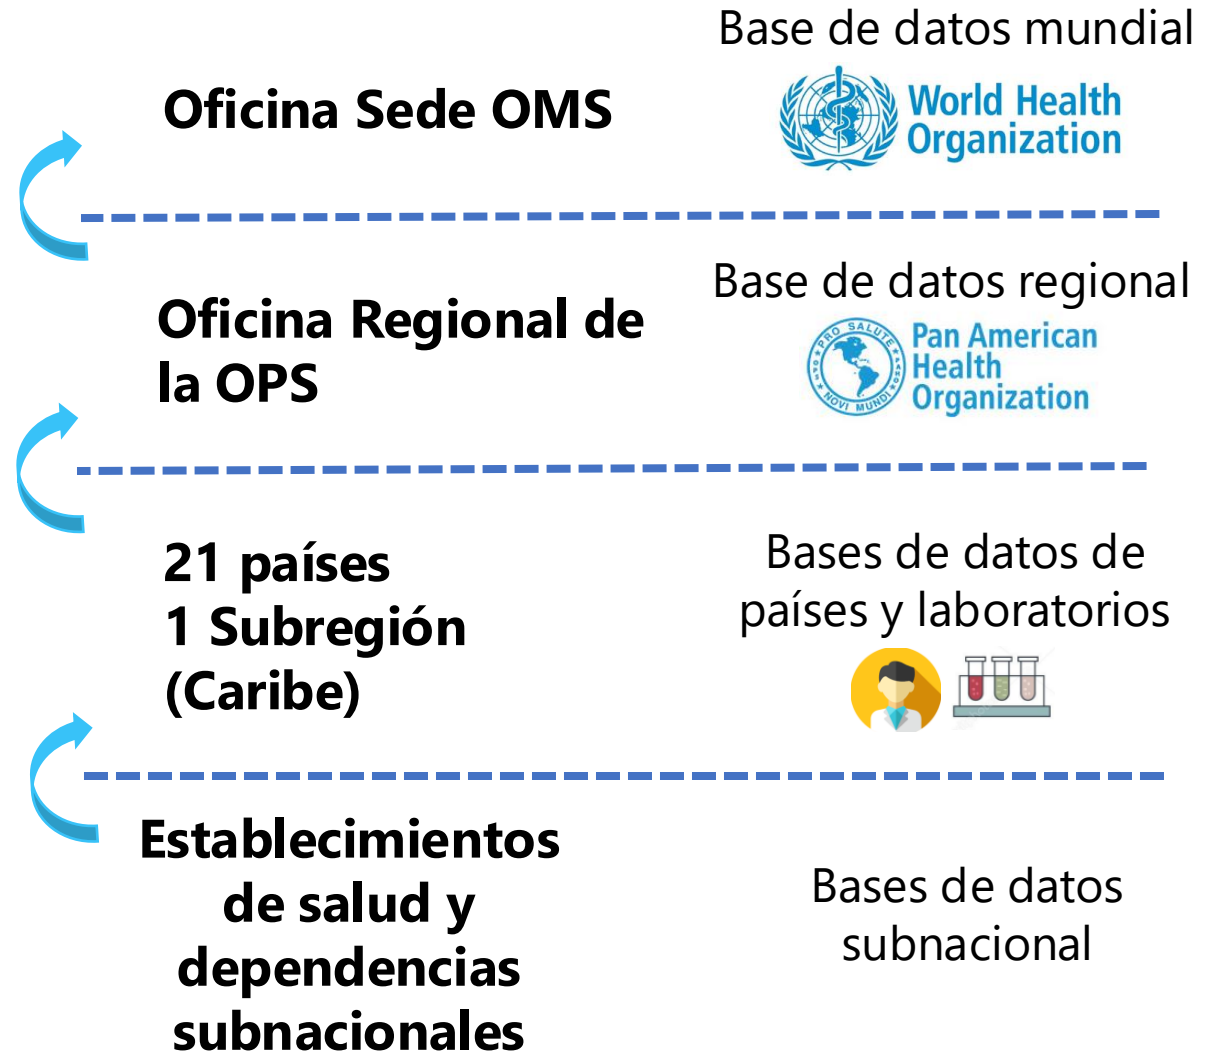 Base de datos mundial
Oficina Sede OMS
World Health
Organization
Base de datos regional
Oficina Regional de
la OPS
PRO SALUTE
NOVI MUNDI
Pan American
Health
Organization
21 países
1 Subregión
(Caribe)
Bases de datos de
países y laboratorios
Establecimientos
de salud y
dependencias
subnacionales
Bases de datos
subnacional